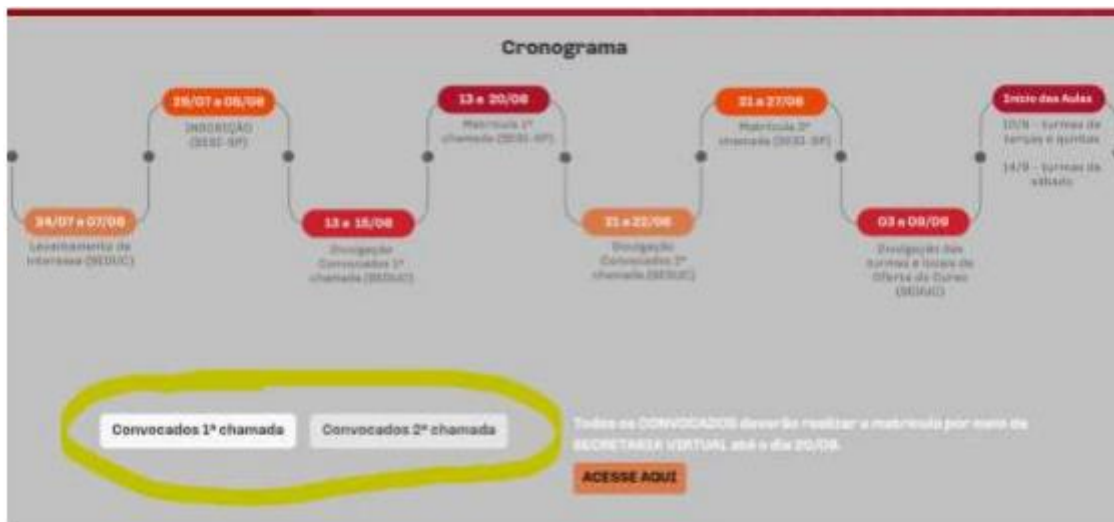 Cronograma
29/07 a 05/08
INSCRIÇÃO
(SESI-SP)
13 a 20/08
Matrícula 1ª
chamada (SESI-SP)
21 a 27/08
Matrícula 2ª
chamada (SESI-SP)
Início das Aulas
10/9 - turmas de
terças e quintas
14/9 - turmas de
sábado
24/07 a 07/08
Levantamento de
Interesse (SEDUC)
13 a 15/08
Divulgação
Convocados 1ª
chamada (SEDUC)
21 a 22/08
Divulgação
Convocados 2ª
chamada (SEDUC)
03 a 09/09
Divulgação das
turmas e locais de
Oferta do Curso
(SEDUC)
Convocados 1ª chamada
Convocados 2ª chamada
Todos os CONVOCADOS deverão realizar a matrícula por meio da
SECRETARIA VIRTUAL até o dia 20/08.
ACESSE AQUI